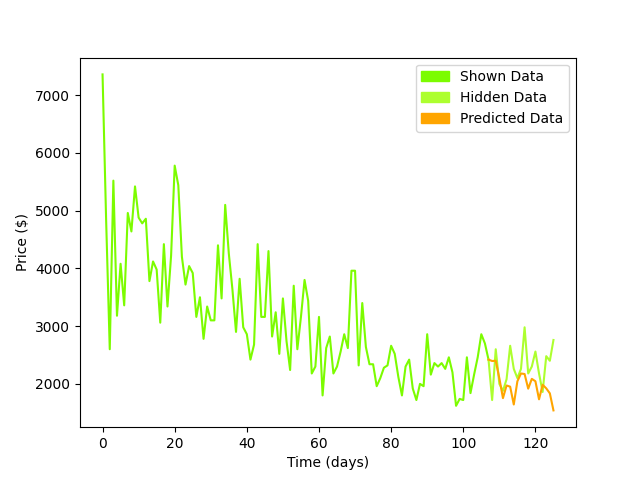 Shown Data
Hidden Data
Predicted Data
7000
6000
5000
4000
3000
2000
Price ($)
0 20 40 60 80 100 120
Time (days)